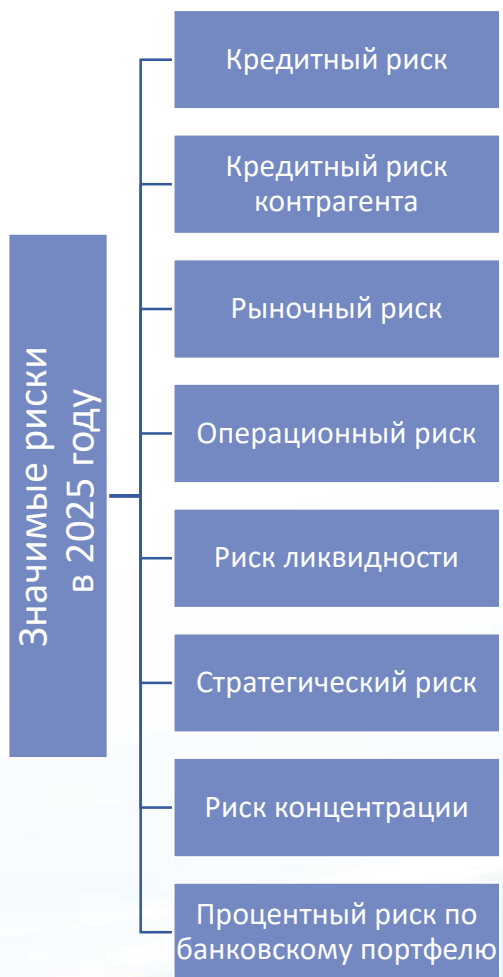 Значимые риски
в 2025 году
Кредитный риск
Кредитный риск
контрагента
Рыночный риск
Операционный риск
Риск ликвидности
Стратегический риск
Риск концентрации
Процентный риск по
банковскому портфелю